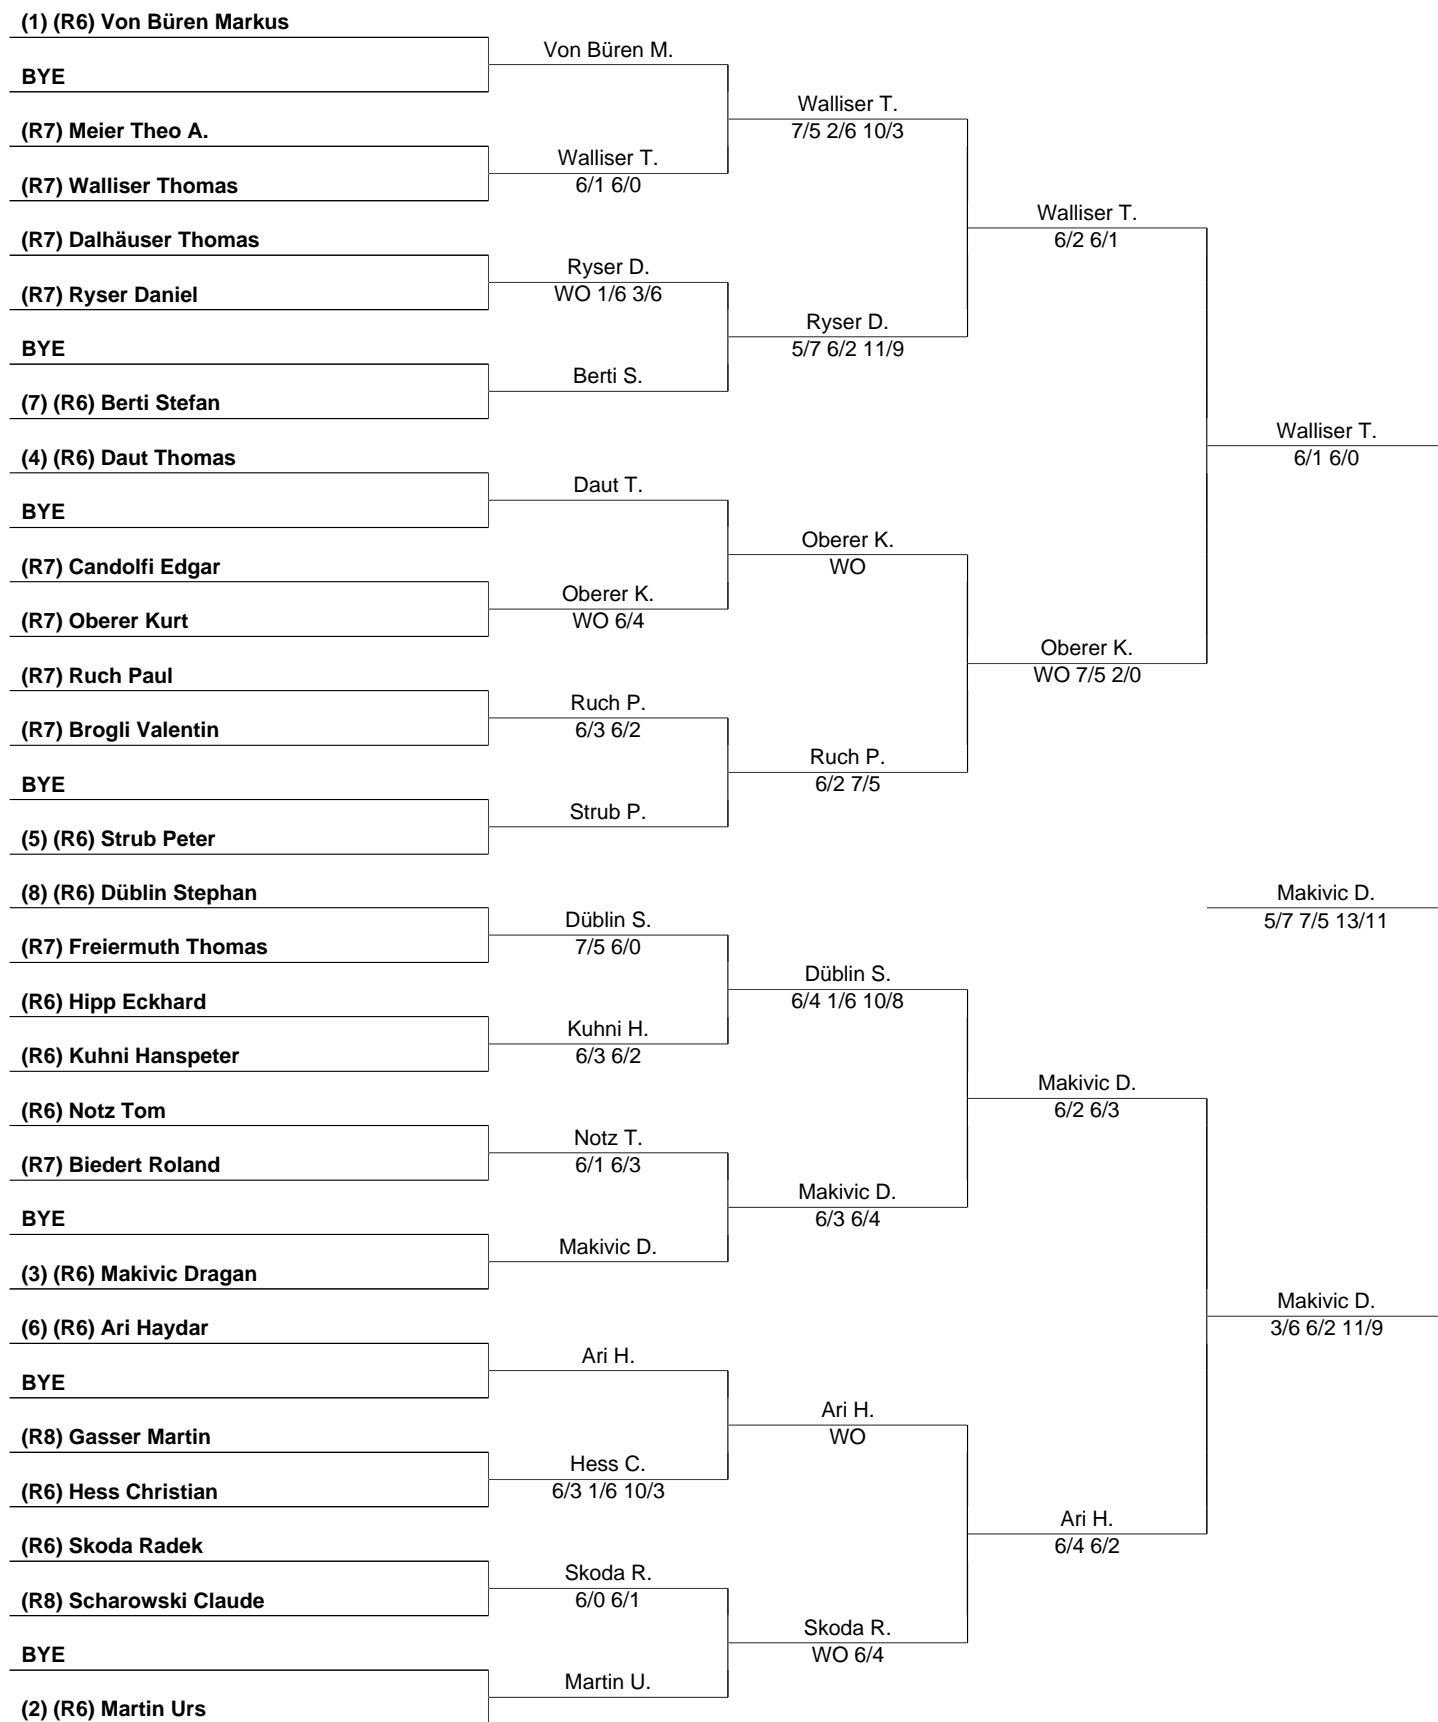 (1) (R6) Von Büren Markus
Von Büren M.
BYE
Walliser T.
7/5 2/6 10/3
(R7) Meier Theo A.
Walliser T.
6/1 6/0
(R7) Walliser Thomas
Walliser T.
6/2 6/1
(R7) Dalhäuser Thomas
Ryser D.
WO 1/6 3/6
(R7) Ryser Daniel
Ryser D.
5/7 6/2 11/9
BYE
Berti S.
(7) (R6) Berti Stefan
Walliser T.
6/1 6/0
(4) (R6) Daut Thomas
Daut T.
BYE
Oberer K.
WO
(R7) Candolfi Edgar
Oberer K.
WO 6/4
(R7) Oberer Kurt
Oberer K.
WO 7/5 2/0
(R7) Ruch Paul
Ruch P.
6/3 6/2
(R7) Brogli Valentin
Ruch P.
6/2 7/5
BYE
Strub P.
(5) (R6) Strub Peter
(8) (R6) Düblin Stephan
Makivic D.
5/7 7/5 13/11
Düblin S.
7/5 6/0
(R7) Freiermuth Thomas
Düblin S.
6/4 1/6 10/8
(R6) Hipp Eckhard
Kuhni H.
6/3 6/2
(R6) Kuhni Hanspeter
Makivic D.
6/2 6/3
(R6) Notz Tom
Notz T.
6/1 6/3
(R7) Biedert Roland
Makivic D.
6/3 6/4
BYE
Makivic D.
(3) (R6) Makivic Dragan
Makivic D.
3/6 6/2 11/9
(6) (R6) Ari Haydar
Ari H.
BYE
Ari H.
WO
(R8) Gasser Martin
Hess C.
6/3 1/6 10/3
(R6) Hess Christian
Ari H.
6/4 6/2
(R6) Skoda Radek
Skoda R.
6/0 6/1
(R8) Scharowski Claude
Skoda R.
WO 6/4
BYE
Martin U.
(2) (R6) Martin Urs